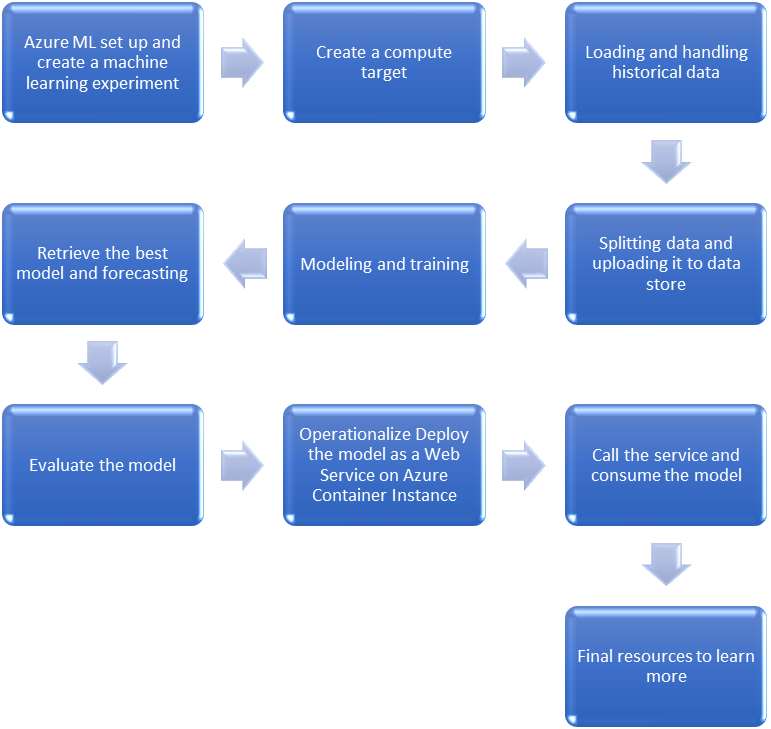 Azure ML set up and
create a machine
learning experiment
Create a compute
target
Loading and handling
historical data
Splitting data and
uploading it to data
store
Modeling and training
Retrieve the best
model and forecasting
Evaluate the model
Operationalize Deploy
the model as a Web
Service on Azure
Container Instance
Call the service and
consume the model
Final resources to learn
more